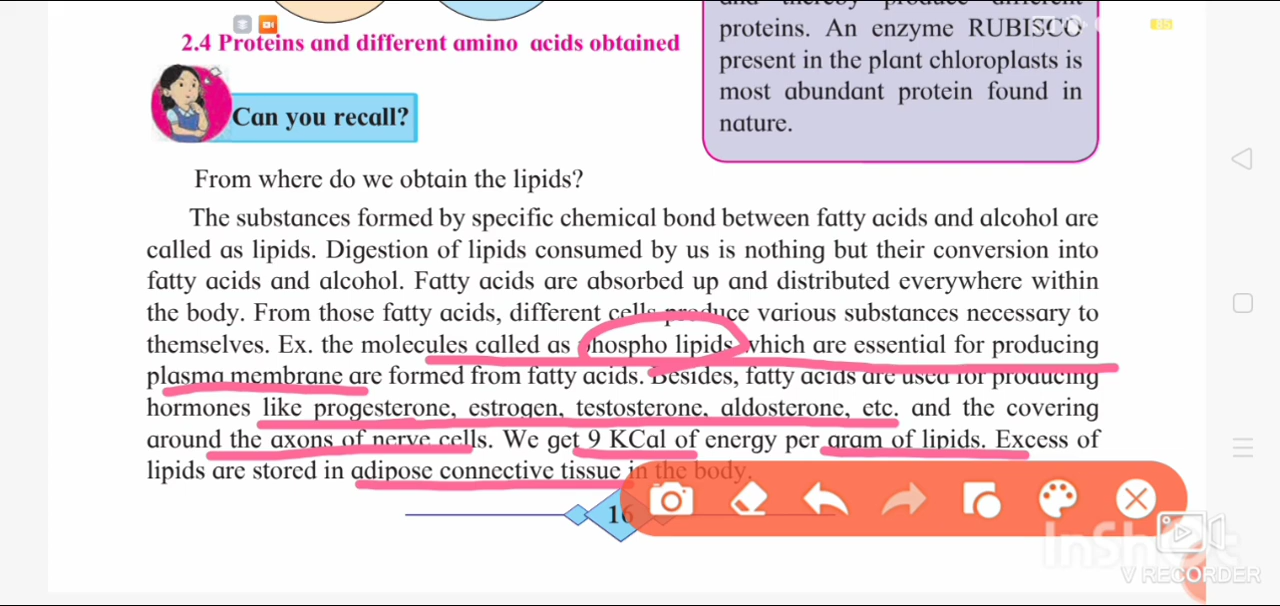 and thereby produce different
proteins. An enzyme RUBISCO
present in the plant chloroplasts is
most abundant protein found in
nature.
85
2.4 Proteins and different amino acids obtained
Can you recall?
From where do we obtain the lipids?
The substances formed by specific chemical bond between fatty acids and alcohol are
called as lipids. Digestion of lipids consumed by us is nothing but their conversion into
fatty acids and alcohol. Fatty acids are absorbed up and distributed everywhere within
the body. From those fatty acids, different cells produce various substances necessary to
themselves. Ex. the molecules called as phospho lipids which are essential for producing
plasma membrane are formed from fatty acids. Besides, fatty acids are used for producing
hormones like progesterone, estrogen, testosterone, aldosterone, etc. and the covering
around the axons of nerve cells. We get 9 KCal of energy per gram of lipids. Excess of
lipids are stored in adipose connective tissue in the body.
16
InShot
V RECORDER